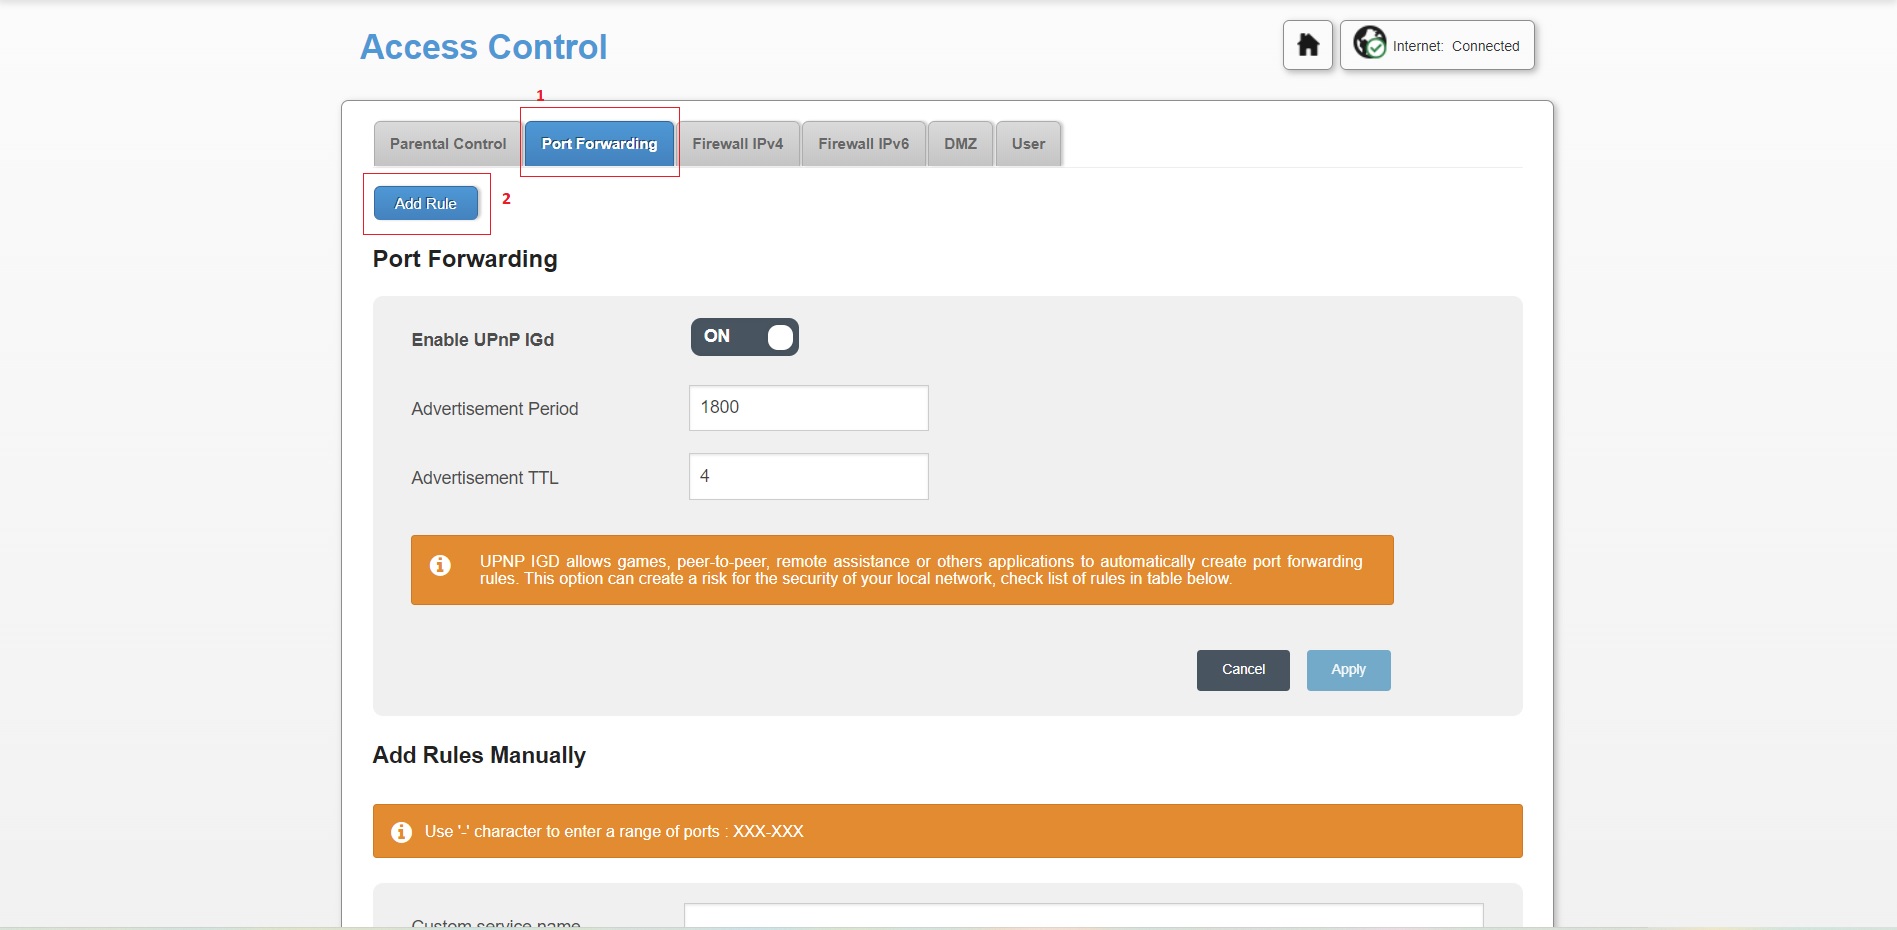 Access Control
Internet: Connected
1
Parental Control
Port Forwarding
Firewall IPv4
Firewall IPv6
DMZ
User
Add Rule
2
Port Forwarding
Enable UPnP IGd
ON
Advertisement Period
1800
Advertisement TTL
4
UPNP IGD allows games, peer-to-peer, remote assistance or others applications to automatically create port forwarding
rules. This option can create a risk for the security of your local network, check list of rules in table below.
Cancel
Apply
Add Rules Manually
Use '-' character to enter a range of ports : XXX-XXX
Custom service name